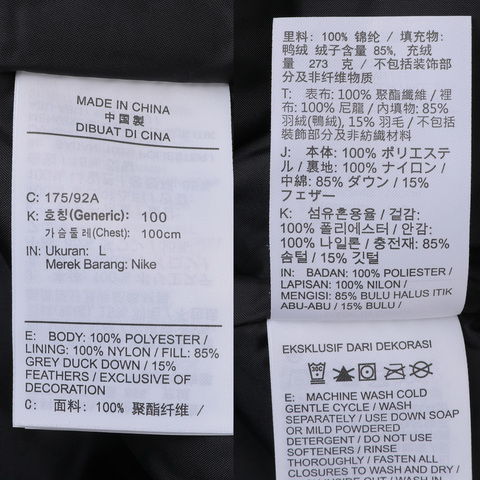 MADE IN CHINA
中国製
DIBUAT DI CINA
C: 175/92A
K: 호칭(Generic): 100
가슴둘레(Chest): 100cm
IN: Ukuran: L
Merek Barang: Nike
E: BODY: 100% POLYESTER /
LINING: 100% NYLON / FILL: 85%
GREY DUCK DOWN / 15%
FEATHERS / EXCLUSIVE OF
DECORATION
C: 面料: 100% 聚酯纤维 /
里料: 100% 锦纶 / 填充物:
鸭绒 绒子含量 85%, 充绒
量 273 克 / 不包括装饰部
分及非纤维物质
T: 表布: 100% 聚酯纖維 / 裡
布: 100% 尼龍 / 內填物: 85%
羽絨(鴨絨), 15% 羽毛 / 不包括
裝飾部分及非紡織材料
J: 本体: 100% ポリエステ
ル / 裏地: 100% ナイロン /
中綿: 85% ダウン / 15%
フェザー
K: 섬유혼용율 / 겉감:
100% 폴리에스터 / 안감:
100% 나일론 / 충전재: 85%
솜털 / 15% 깃털
IN: BADAN: 100% POLIESTER /
LAPISAN: 100% NILON /
MENGISI: 85% BULU HALUS ITIK
ABU-ABU / 15% BULU /
EKSKLUSIF DARI DEKORASI
E: MACHINE WASH COLD
GENTLE CYCLE / WASH
SEPARATELY / USE DOWN SOAP
OR MILD POWDERED
DETERGENT / DO NOT USE
SOFTENERS / RINSE
THOROUGHLY / FASTEN ALL
CLOSURES TO WASH AND DRY /
INSIDE OUT / WASH IN